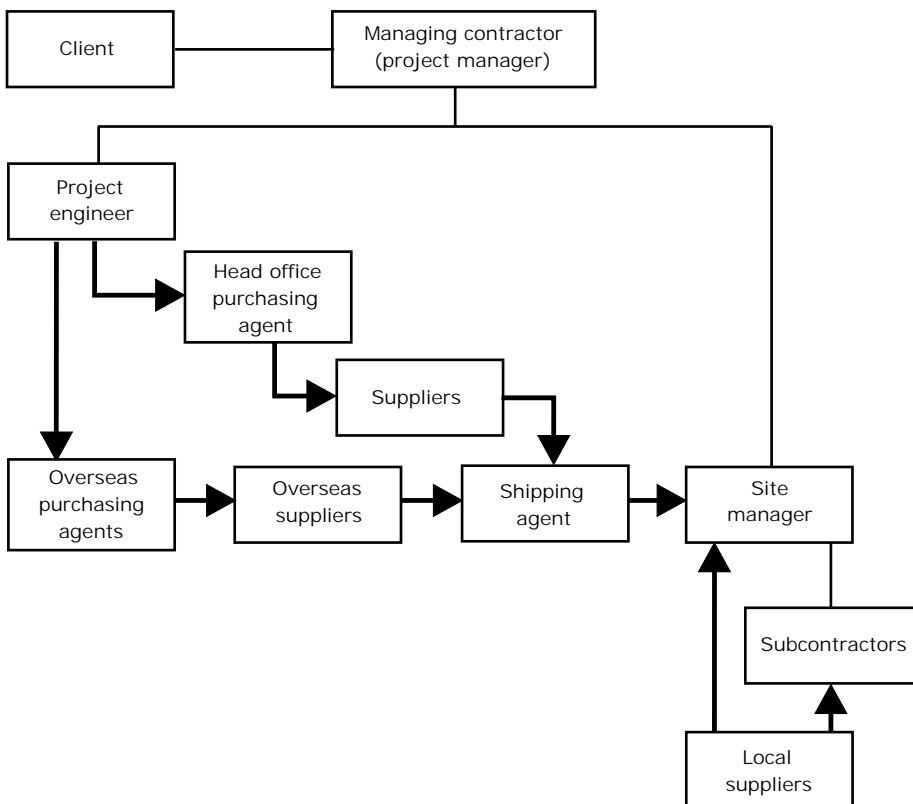 Client
Managing contractor
(project manager)
Project
engineer
Head office
purchasing
agent
Suppliers
Overseas
purchasing
agents
Overseas
suppliers
Shipping
agent
Site
manager
Subcontractors
Local
suppliers